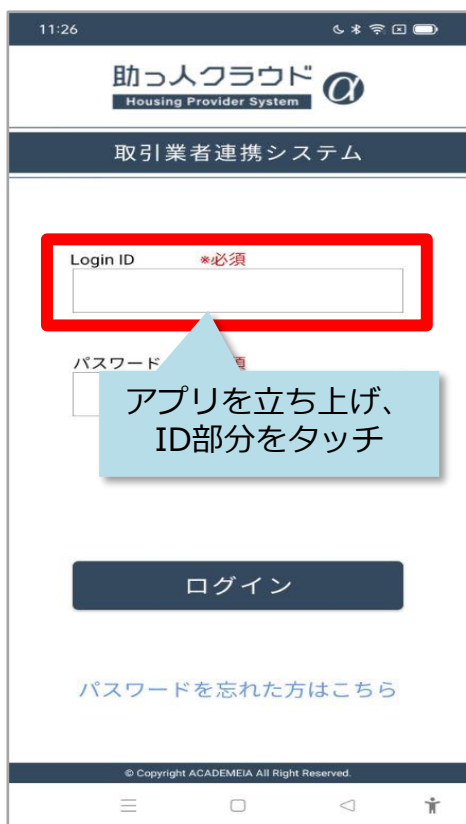 11:26
助っ人クラウド α
Housing Provider System
取引業者連携システム
Login ID *必須
パスワード
アプリを立ち上げ、
ID部分をタッチ
ログイン
パスワードを忘れた方はこちら
© Copyright ACADEMEIA All Right Reserved.